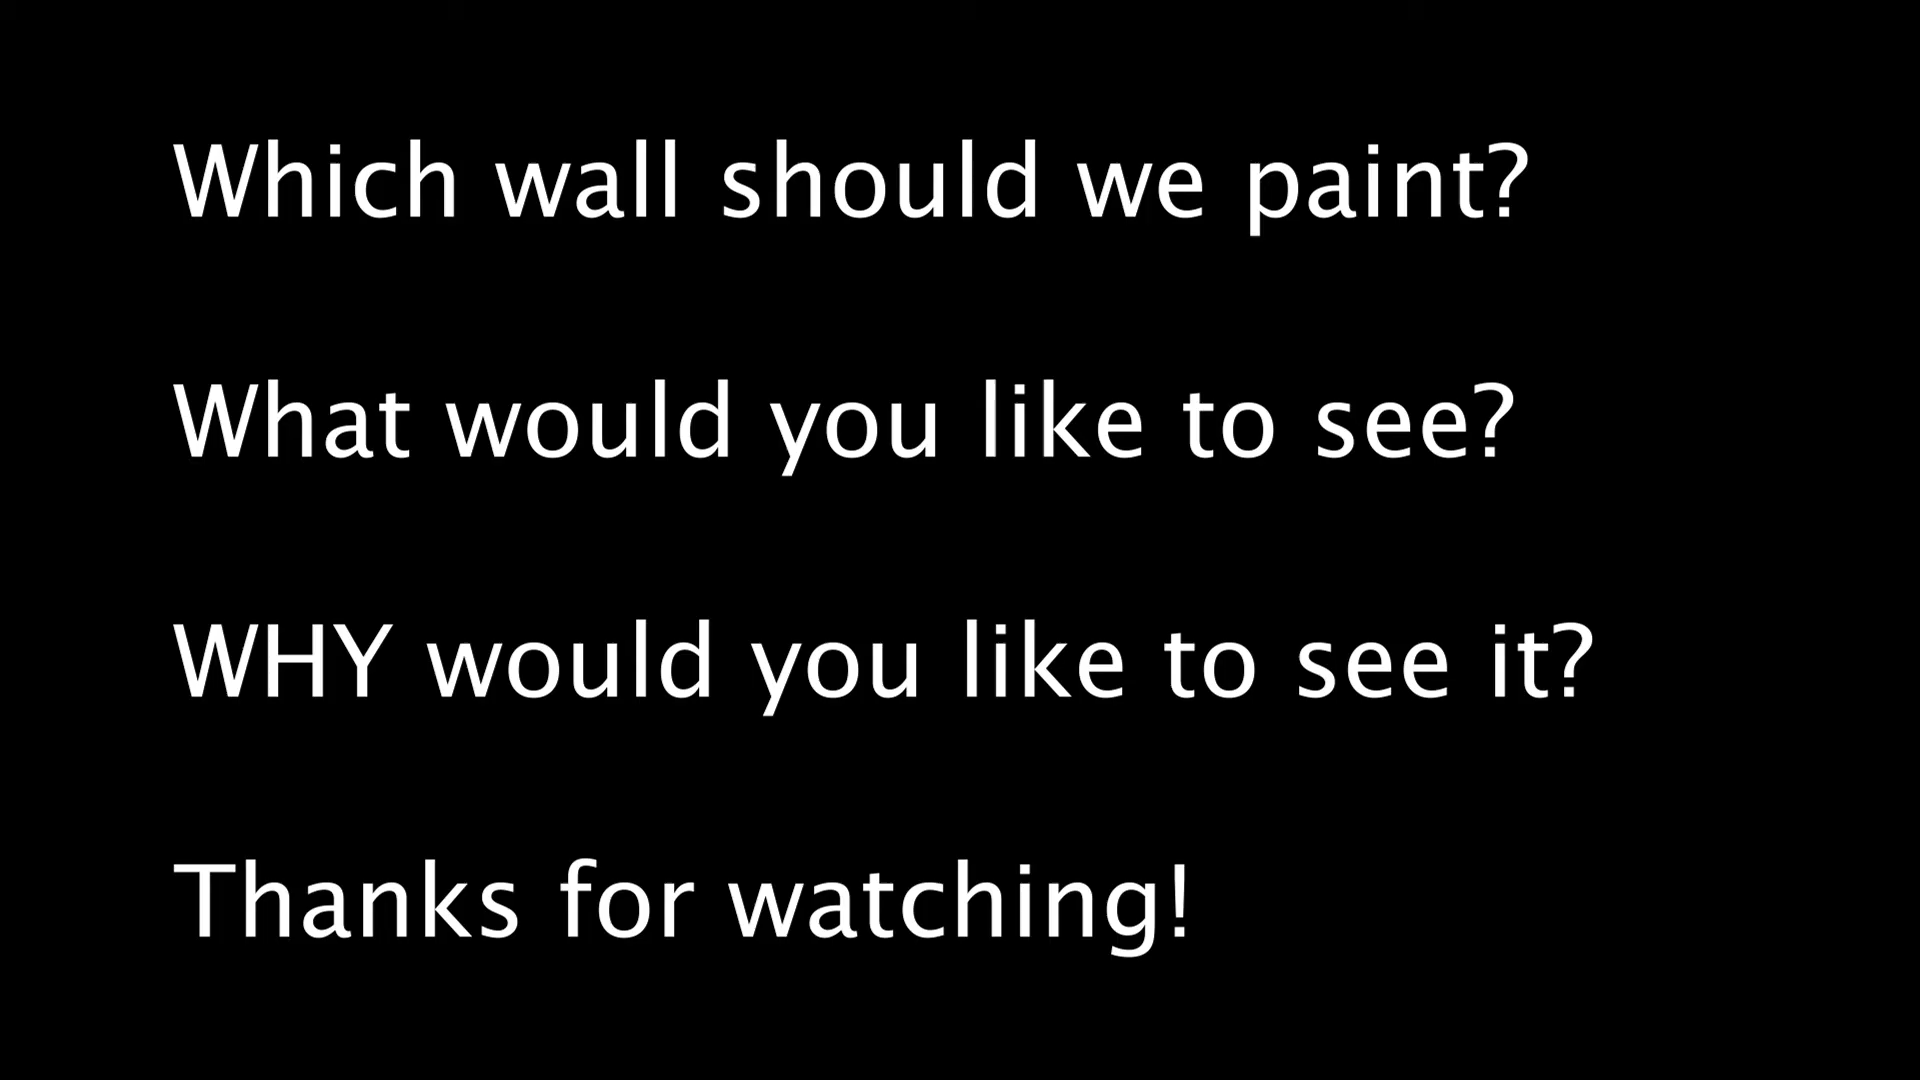 Which wall should we paint?
What would you like to see?
WHY would you like to see it?
Thanks for watching!